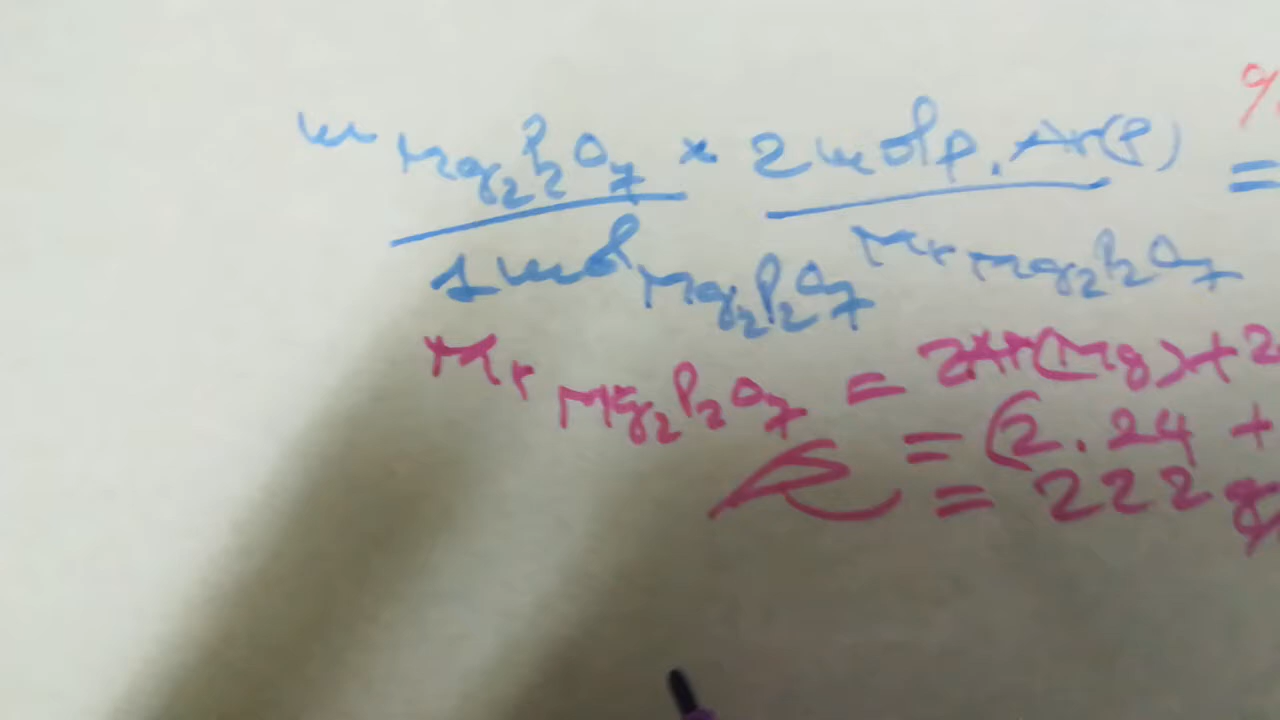 %
m Mg₂P₂O₇ × 2 mol P . Ar(P) =
1 mol Mg₂P₂O₇ Mr Mg₂P₂O₇
Mr Mg₂P₂O₇ = 2Ar(Mg) + 2
= (2.24 +
= 222 g